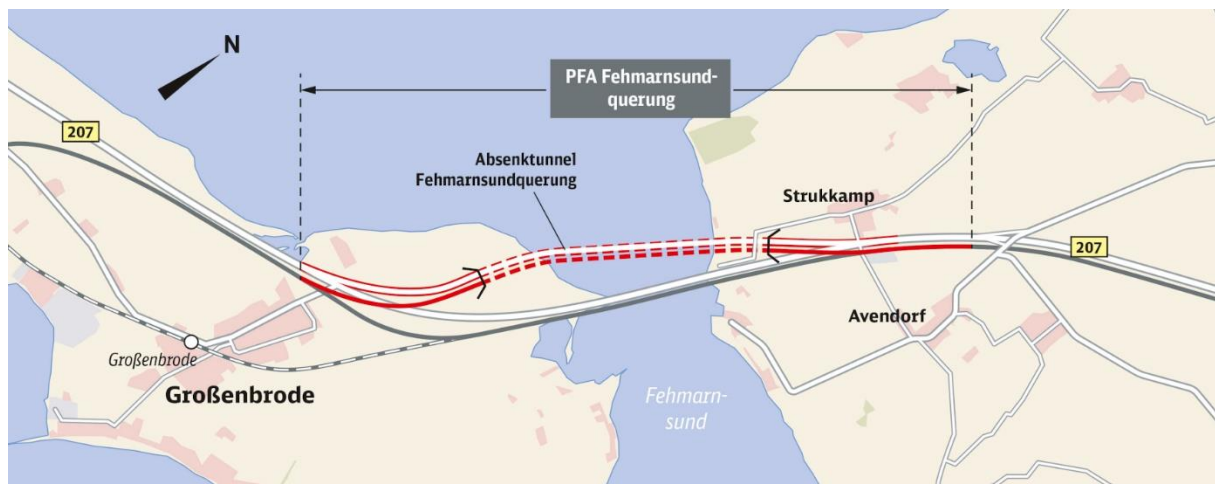 N
PFA Fehmarnsund-
querung
207
Absenktunnel
Fehmarnsundquerung
Strukkamp
207
Avendorf
Großenbrode
Großenbrode
Fehmarn-
sund